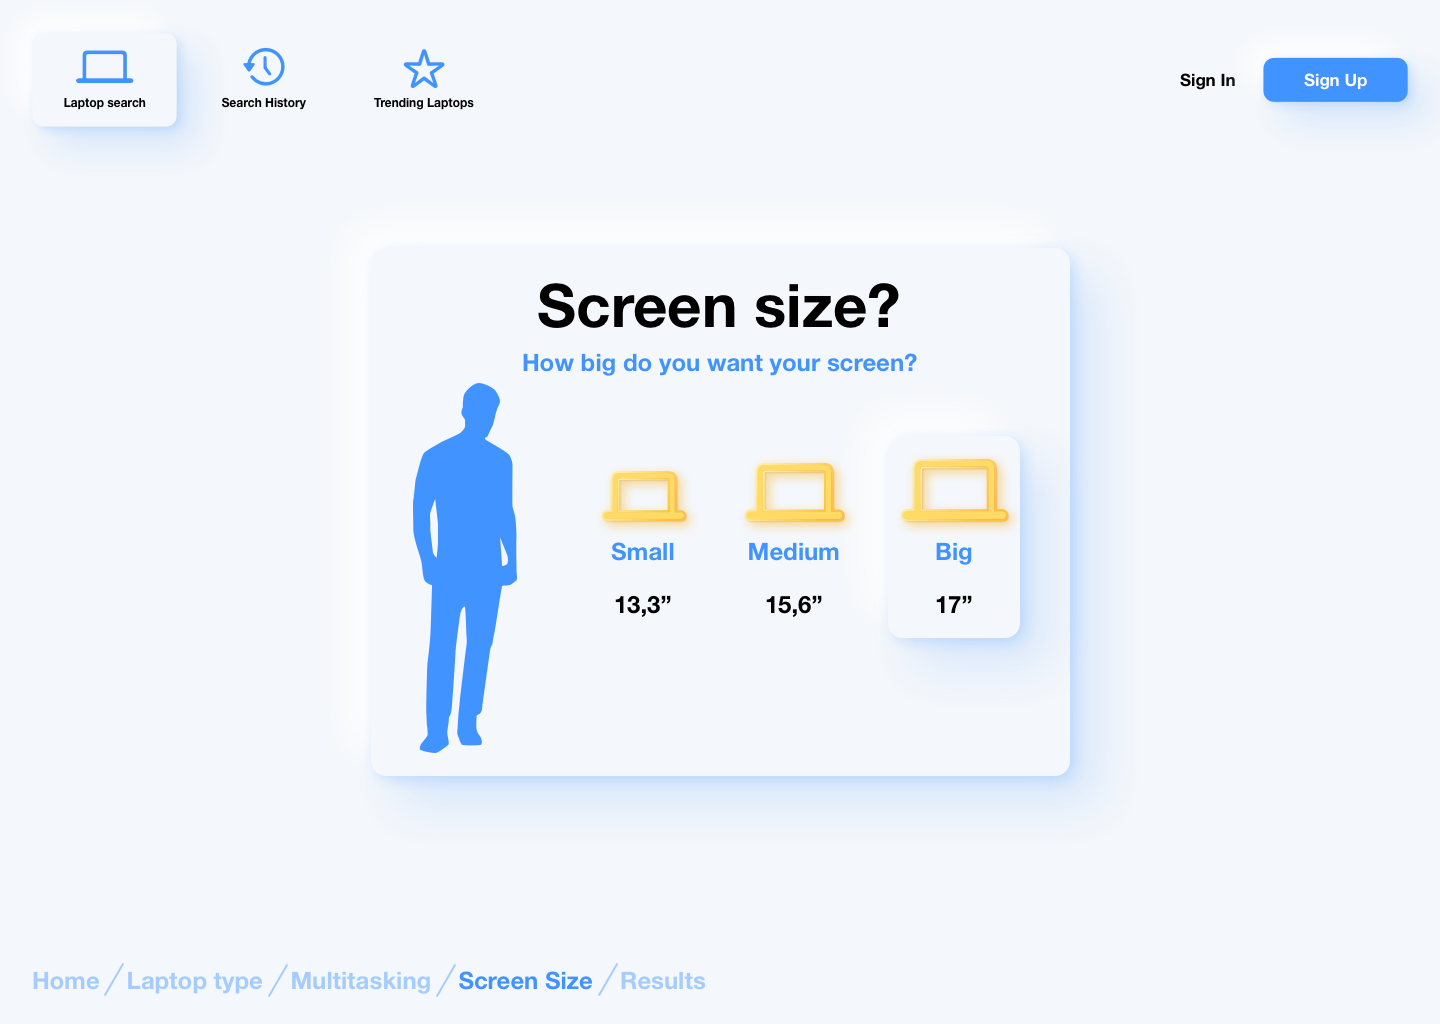 Laptop search
Search History
Trending Laptops
Sign In
Sign Up
Screen size?
How big do you want your screen?
Small
Medium
Big
13,3”
15,6”
17”
Home / Laptop type / Multitasking / Screen Size / Results